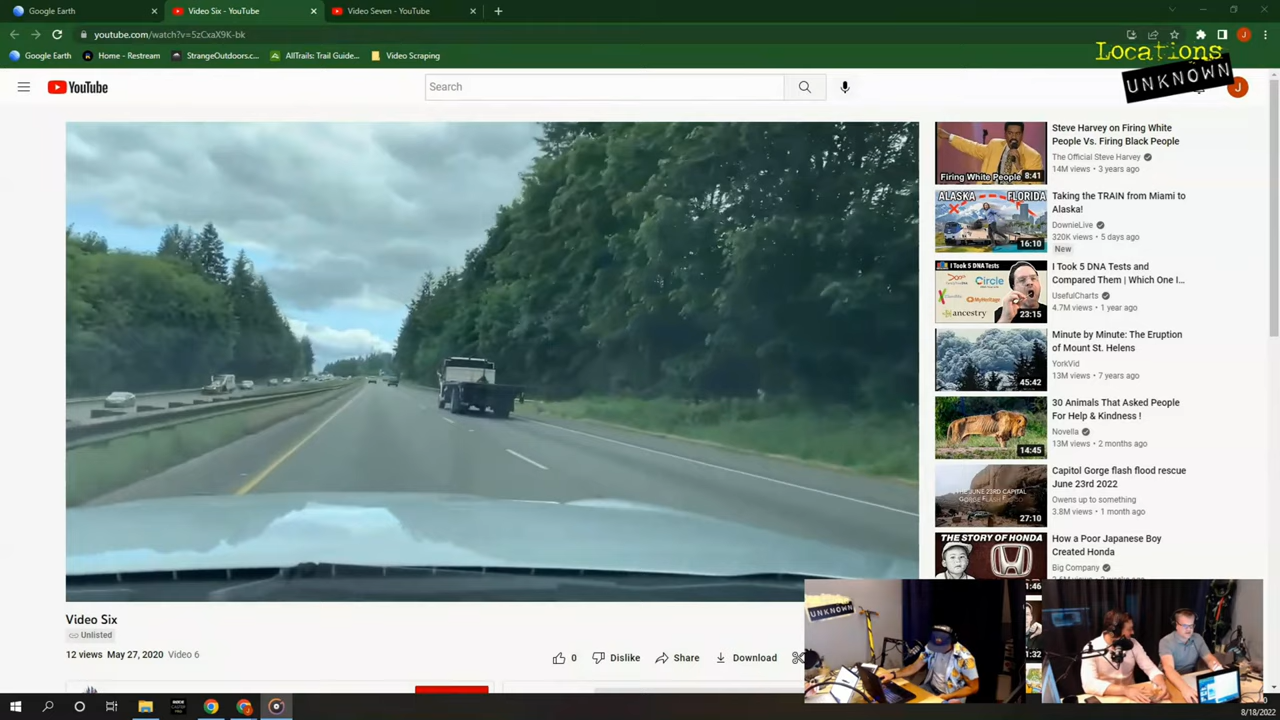 Google Earth
Video Six - YouTube
Video Seven - YouTube
youtube.com/watch?v=5zCxaX9K-bk
Google Earth
Home - Restream
StrangeOutdoors.c...
AllTrails: Trail Guide...
Video Scraping
Locations
UNKNOWN
YouTube
Search
J
J
Steve Harvey on Firing White
People Vs. Firing Black People
The Official Steve Harvey
14M views • 3 years ago
Firing White People
8:41
Taking the TRAIN from Miami to
Alaska!
DownieLive
320K views • 5 days ago
New
ALASKA
FLORIDA
16:10
I Took 5 DNA Tests and
Compared Them | Which One I...
UsefulCharts
4.7M views • 1 year ago
I Took 5 DNA Tests
Circle
MyHeritage
ancestry
23:15
Minute by Minute: The Eruption
of Mount St. Helens
YorkVid
13M views • 7 years ago
45:42
30 Animals That Asked People
For Help & Kindness !
Novella
13M views • 2 months ago
14:45
Capitol Gorge flash flood rescue
June 23rd 2022
Owens up to something
3.8M views • 1 month ago
27:10
How a Poor Japanese Boy
Created Honda
Big Company
THE STORY OF HONDA
Video Six
Unlisted
12 views May 27, 2020 Video 6
0
Dislike
Share
Download
UNKNOWN
8/18/2022